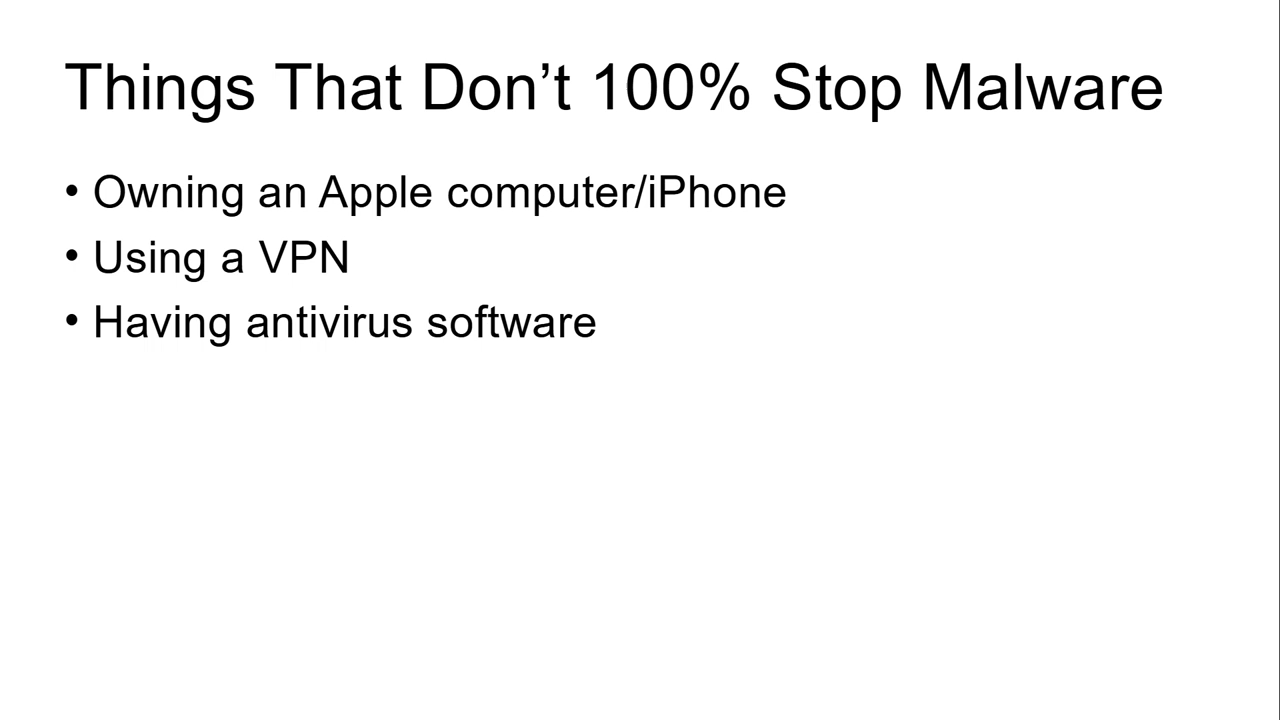 Things That Don’t 100% Stop Malware
• Owning an Apple computer/iPhone
• Using a VPN
• Having antivirus software